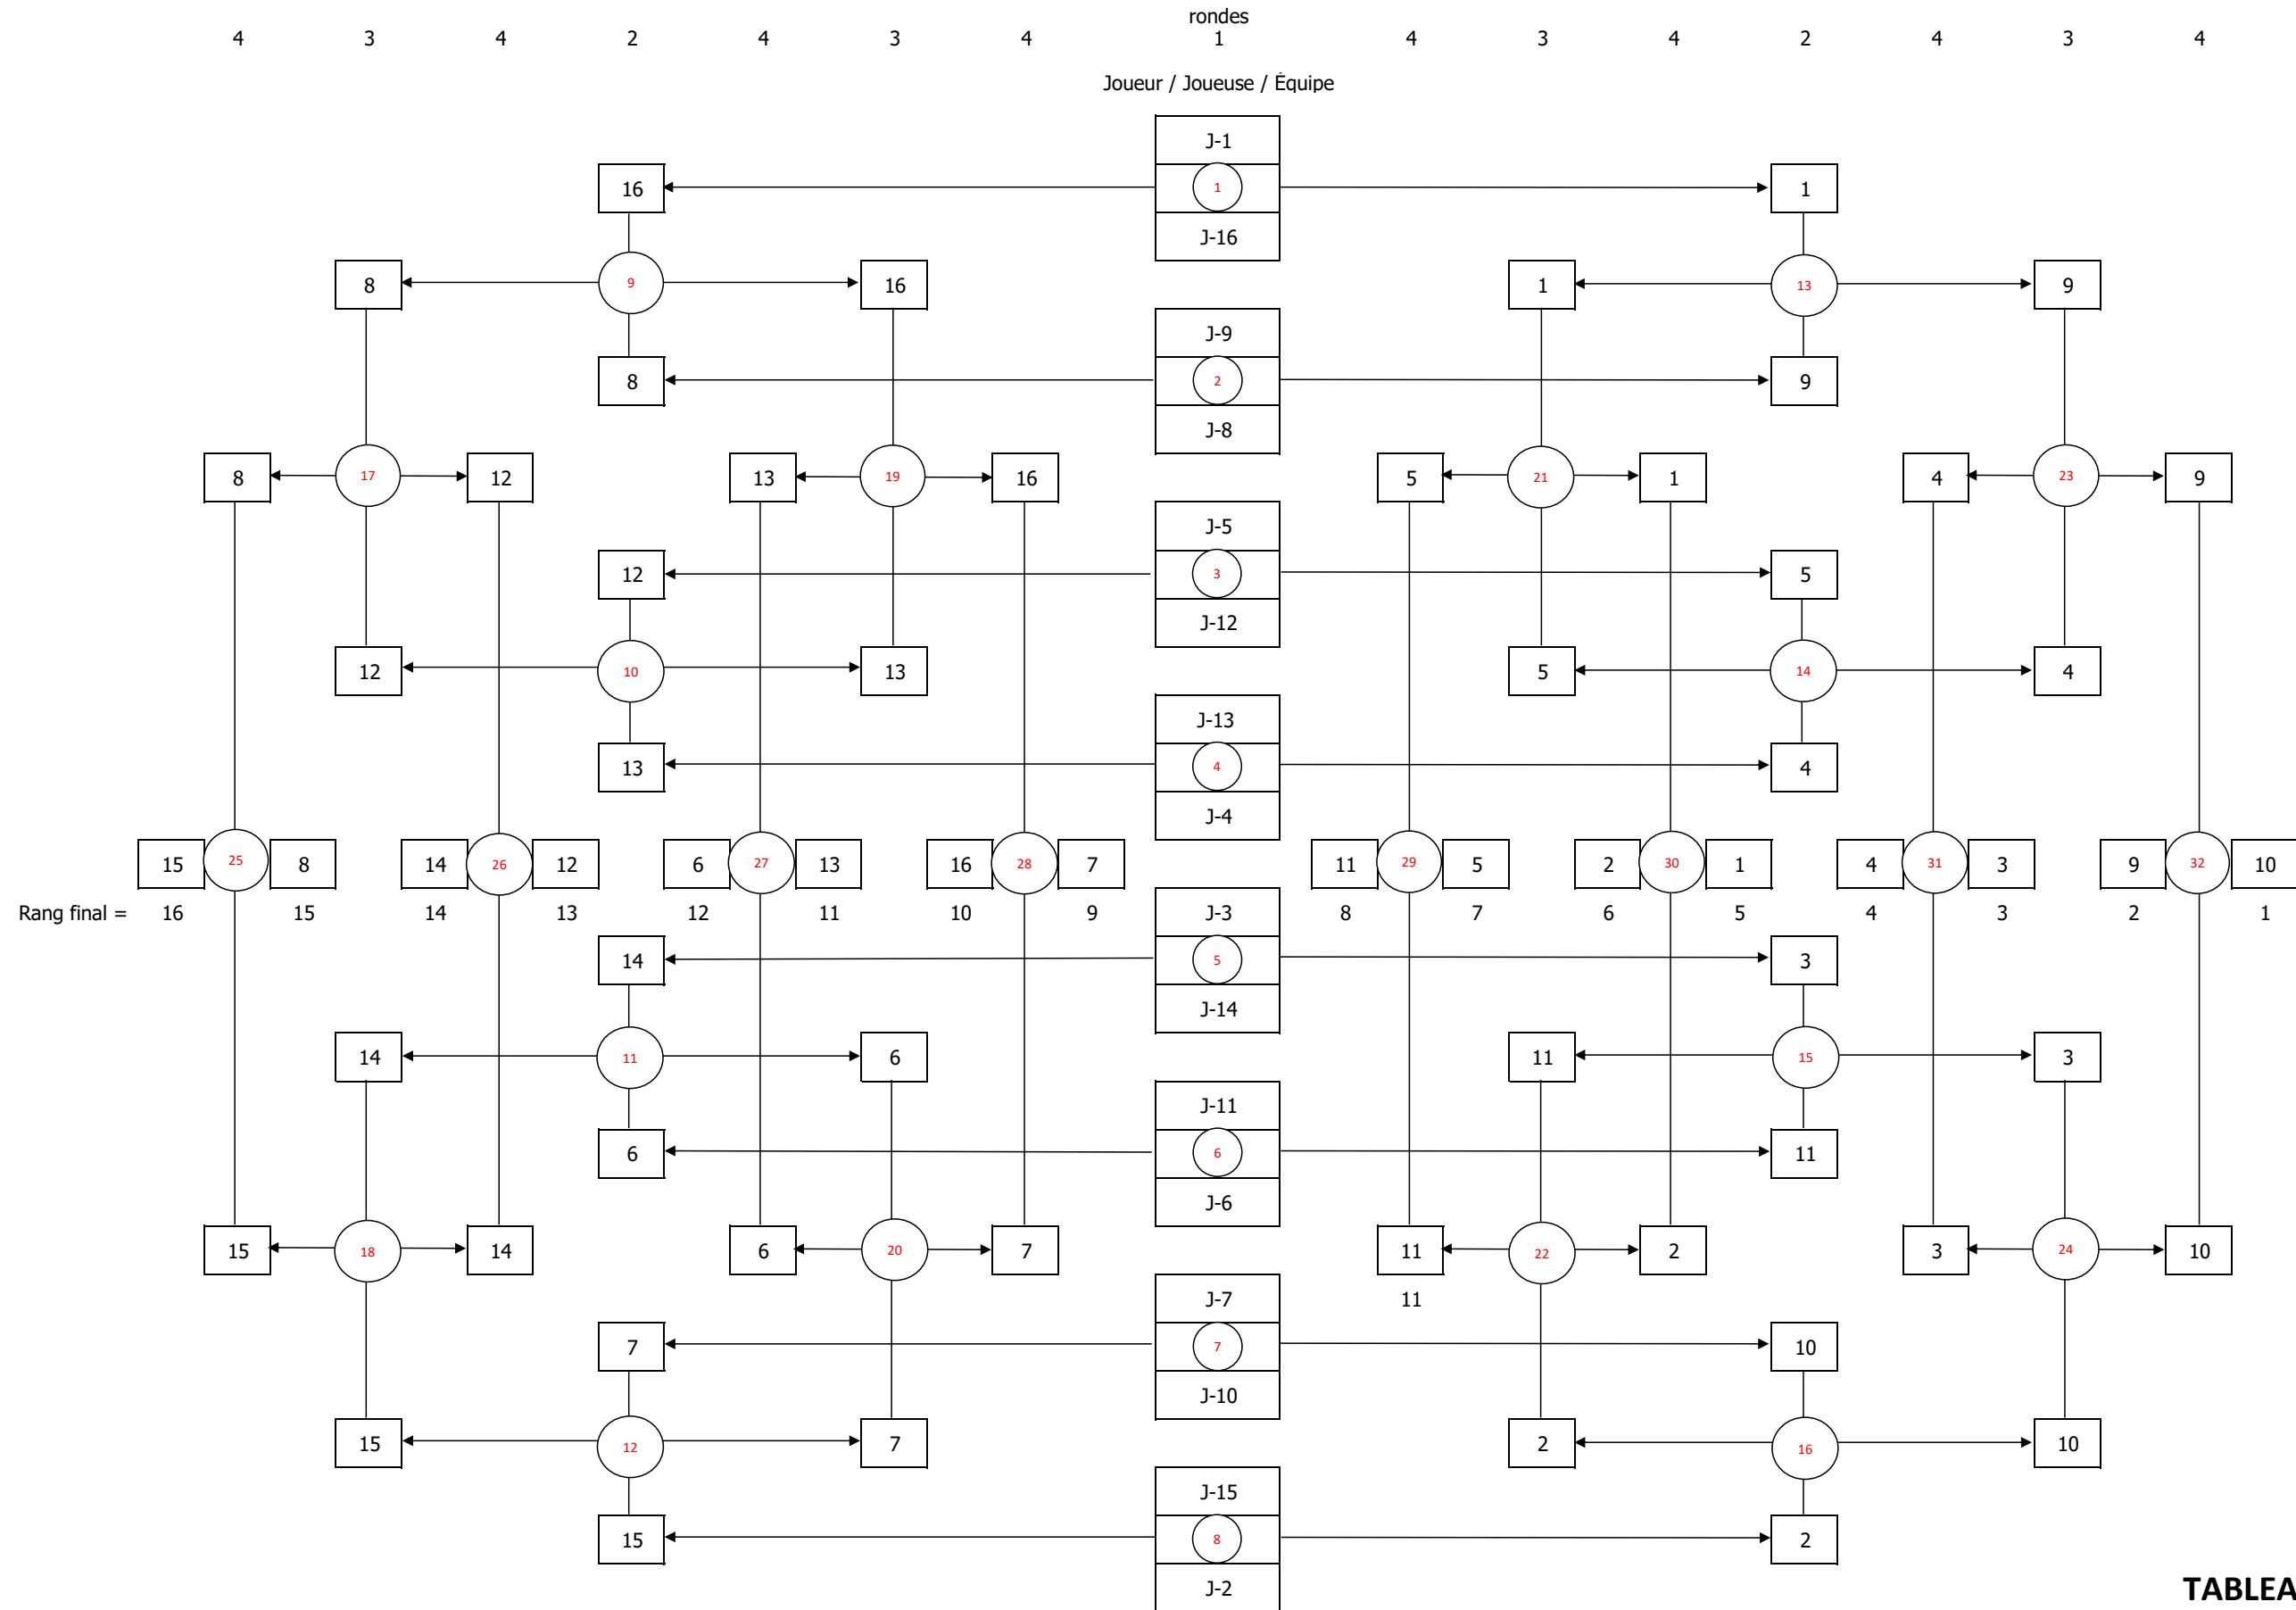 rondes
4 3 4 2 4 3 4 1 4 3 4 2 4 3 4
Joueur / Joueuse / Équipe
J-1
16 1 1
J-16
8 9 16 1 13 9
J-9
8 2 9
J-8
8 17 12 13 19 16 5 21 1 4 23 9
J-5
12 3 5
J-12
12 10 13 5 14 4
J-13
13 4 4
J-4
15 25 8 14 26 12 6 27 13 16 28 7 11 29 5 2 30 1 4 31 3 9 32 10
Rang final = 16 15 14 13 12 11 10 9 J-3 8 7 6 5 4 3 2 1
14 5 3
J-14
14 11 6 11 15 3
J-11
6 6 11
J-6
15 18 14 6 20 7 11 22 2 3 24 10
J-7 11
7 7 10
J-10
15 12 7 2 16 10
J-15
15 8 2
J-2
TABLEA